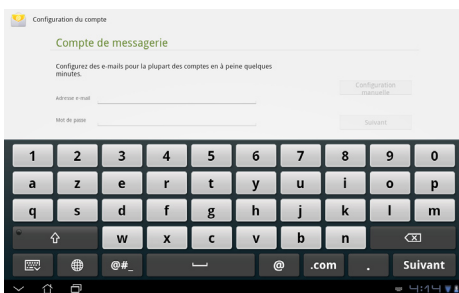 Configuration du compte
Compte de messagerie
Configurez des e-mails pour la plupart des comptes en à peine quelques
minutes.
Configuration
manuelle
Adresse e-mail
Mot de passe
Suivant
1 2 3 4 5 6 7 8 9 0
a z e r t y u i o p
q s d f g h j k l m
w x c v b n
@#_ @ .com . Suivant
4:14